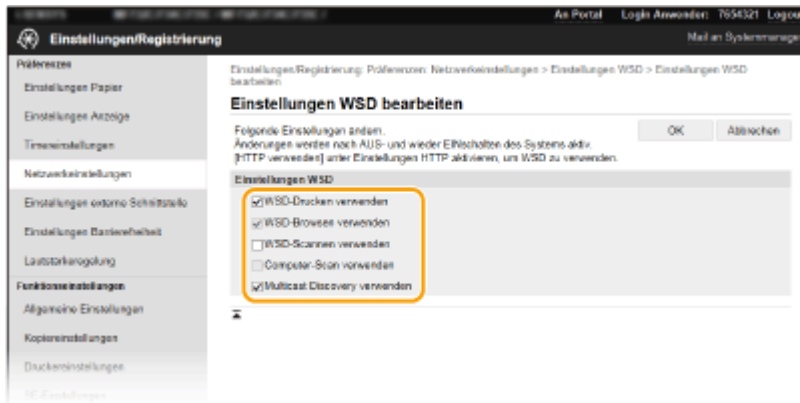 An Portal Login Anwender: 7654321 Logou
Einstellungen/Registrierung
Mail an Systemmanage
Präferenzen
Einstellungen Papier
Einstellungen Anzeige
Timereinstellungen
Netzwerkeinstellungen
Einstellungen externe Schnittstelle
Einstellungen Barrierefreiheit
Lautstärkeregelung
Funktionseinstellungen
Allgemeine Einstellungen
Kopiereinstellungen
Druckereinstellungen
Einstellungen/Registrierung: Präferenzen: Netzwerkeinstellungen > Einstellungen WSD > Einstellungen WSD
bearbeiten
Einstellungen WSD bearbeiten
Folgende Einstellungen ändern.
Änderungen werden nach AUS- und wieder EINschalten des Systems aktiv.
[HTTP verwenden] unter Einstellungen HTTP aktivieren, um WSD zu verwenden.
OK Abbrechen
Einstellungen WSD
WSD-Drucken verwenden
WSD-Browsen verwenden
WSD-Scannen verwenden
Computer-Scan verwenden
Multicast Discovery verwenden